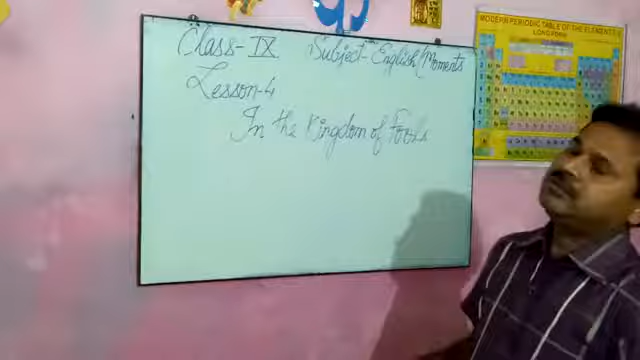 Class-IX Subject-English/Moments
Lesson-4
In the Kingdom of Fools
MODERN PERIODIC TABLE OF THE ELEMENTS
LONG FORM